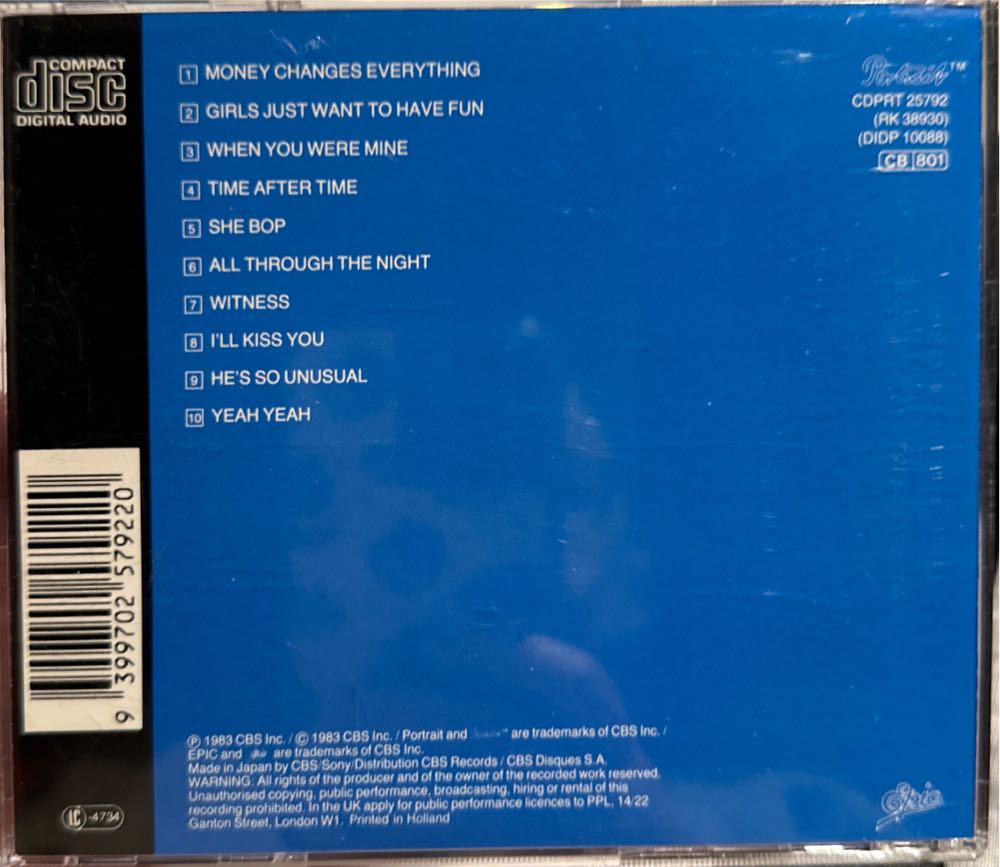 COMPACT
disc
DIGITAL AUDIO
1 MONEY CHANGES EVERYTHING
2 GIRLS JUST WANT TO HAVE FUN
3 WHEN YOU WERE MINE
4 TIME AFTER TIME
5 SHE BOP
6 ALL THROUGH THE NIGHT
7 WITNESS
8 I'LL KISS YOU
9 HE'S SO UNUSUAL
10 YEAH YEAH
Portrait™
CDPRT 25792
(RK 38930)
(DIDP 10088)
CB 801
9 399702 579220
LC-4734
Ⓟ 1983 CBS Inc. / © 1983 CBS Inc. / Portrait and are trademarks of CBS Inc. /
EPIC and are trademarks of CBS Inc.
Made in Japan by CBS/Sony/Distribution CBS Records / CBS Disques S.A.
WARNING: All rights of the producer and of the owner of the recorded work reserved.
Unauthorised copying, public performance, broadcasting, hiring or rental of this
recording prohibited. In the UK apply for public performance licences to PPL, 14/22
Ganton Street, London W1. Printed in Holland
Epic